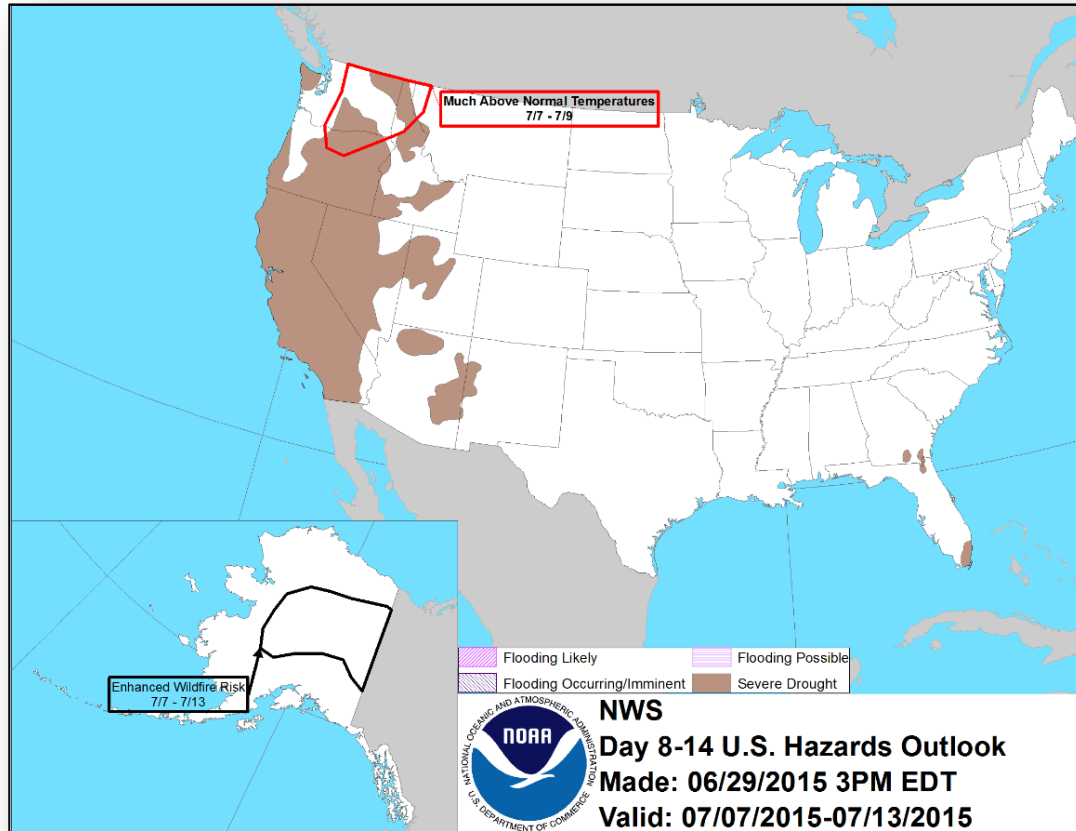 Much Above Normal Temperatures
7/7 - 7/9
Enhanced Wildfire Risk
7/7 - 7/13
Flooding Likely
Flooding Possible
Flooding Occurring/Imminent
Severe Drought
NATIONAL OCEANIC AND ATMOSPHERIC ADMINISTRATION
NOAA
U.S. DEPARTMENT OF COMMERCE
NWS
Day 8-14 U.S. Hazards Outlook
Made: 06/29/2015 3PM EDT
Valid: 07/07/2015-07/13/2015